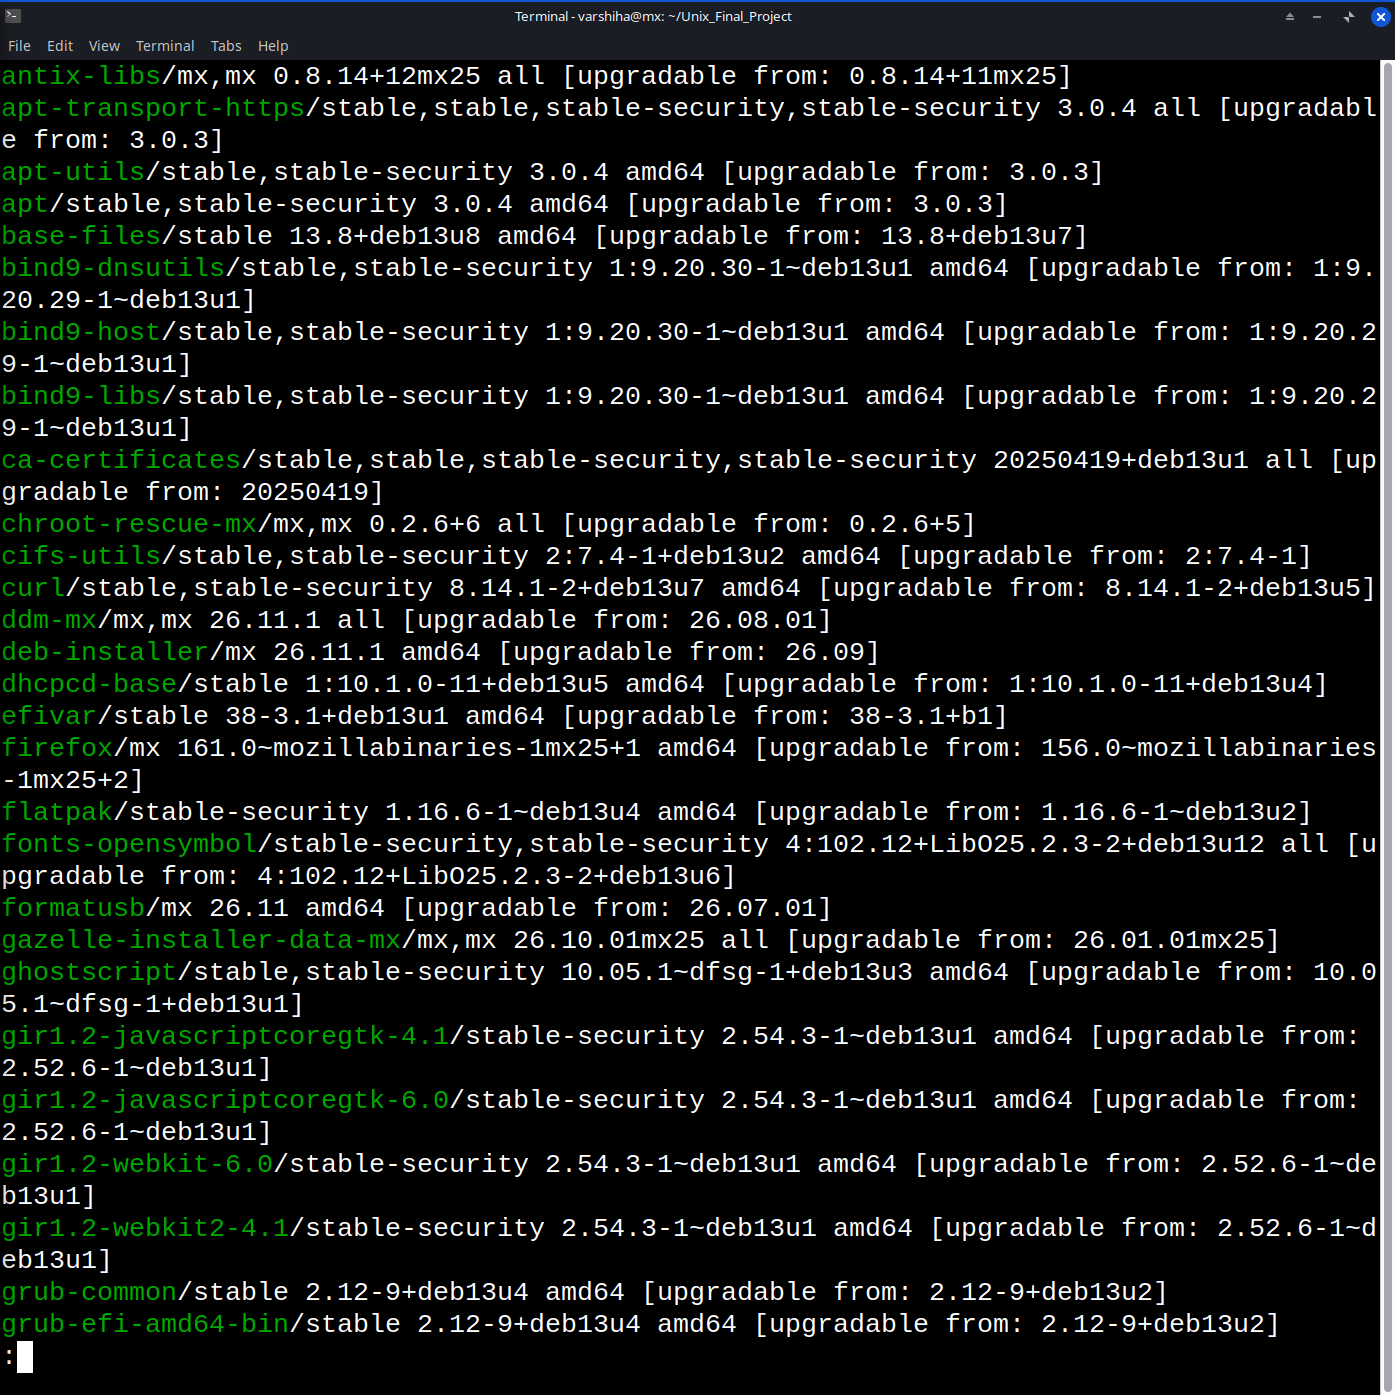 Terminal - varshiha@mx: ~/Unix_Final_Project
File Edit View Terminal Tabs Help
antix-libs/mx,mx 0.8.14+12mx25 all [upgradable from: 0.8.14+11mx25]
apt-transport-https/stable,stable,stable-security,stable-security 3.0.4 all [upgradabl
e from: 3.0.3]
apt-utils/stable,stable-security 3.0.4 amd64 [upgradable from: 3.0.3]
apt/stable,stable-security 3.0.4 amd64 [upgradable from: 3.0.3]
base-files/stable 13.8+deb13u8 amd64 [upgradable from: 13.8+deb13u7]
bind9-dnsutils/stable,stable-security 1:9.20.30-1~deb13u1 amd64 [upgradable from: 1:9.
20.29-1~deb13u1]
bind9-host/stable,stable-security 1:9.20.30-1~deb13u1 amd64 [upgradable from: 1:9.20.2
9-1~deb13u1]
bind9-libs/stable,stable-security 1:9.20.30-1~deb13u1 amd64 [upgradable from: 1:9.20.2
9-1~deb13u1]
ca-certificates/stable,stable,stable-security,stable-security 20250419+deb13u1 all [up
gradable from: 20250419]
chroot-rescue-mx/mx,mx 0.2.6+6 all [upgradable from: 0.2.6+5]
cifs-utils/stable,stable-security 2:7.4-1+deb13u2 amd64 [upgradable from: 2:7.4-1]
curl/stable,stable-security 8.14.1-2+deb13u7 amd64 [upgradable from: 8.14.1-2+deb13u5]
ddm-mx/mx,mx 26.11.1 all [upgradable from: 26.08.01]
deb-installer/mx 26.11.1 amd64 [upgradable from: 26.09]
dhcpcd-base/stable 1:10.1.0-11+deb13u5 amd64 [upgradable from: 1:10.1.0-11+deb13u4]
efivar/stable 38-3.1+deb13u1 amd64 [upgradable from: 38-3.1+b1]
firefox/mx 161.0~mozillabinaries-1mx25+1 amd64 [upgradable from: 156.0~mozillabinaries
-1mx25+2]
flatpak/stable-security 1.16.6-1~deb13u4 amd64 [upgradable from: 1.16.6-1~deb13u2]
fonts-opensymbol/stable-security,stable-security 4:102.12+LibO25.2.3-2+deb13u12 all [u
pgradable from: 4:102.12+LibO25.2.3-2+deb13u6]
formatusb/mx 26.11 amd64 [upgradable from: 26.07.01]
gazelle-installer-data-mx/mx,mx 26.10.01mx25 all [upgradable from: 26.01.01mx25]
ghostscript/stable,stable-security 10.05.1~dfsg-1+deb13u3 amd64 [upgradable from: 10.0
5.1~dfsg-1+deb13u1]
gir1.2-javascriptcoregtk-4.1/stable-security 2.54.3-1~deb13u1 amd64 [upgradable from:
2.52.6-1~deb13u1]
gir1.2-javascriptcoregtk-6.0/stable-security 2.54.3-1~deb13u1 amd64 [upgradable from:
2.52.6-1~deb13u1]
gir1.2-webkit-6.0/stable-security 2.54.3-1~deb13u1 amd64 [upgradable from: 2.52.6-1~de
b13u1]
gir1.2-webkit2-4.1/stable-security 2.54.3-1~deb13u1 amd64 [upgradable from: 2.52.6-1~d
eb13u1]
grub-common/stable 2.12-9+deb13u4 amd64 [upgradable from: 2.12-9+deb13u2]
grub-efi-amd64-bin/stable 2.12-9+deb13u4 amd64 [upgradable from: 2.12-9+deb13u2]
: